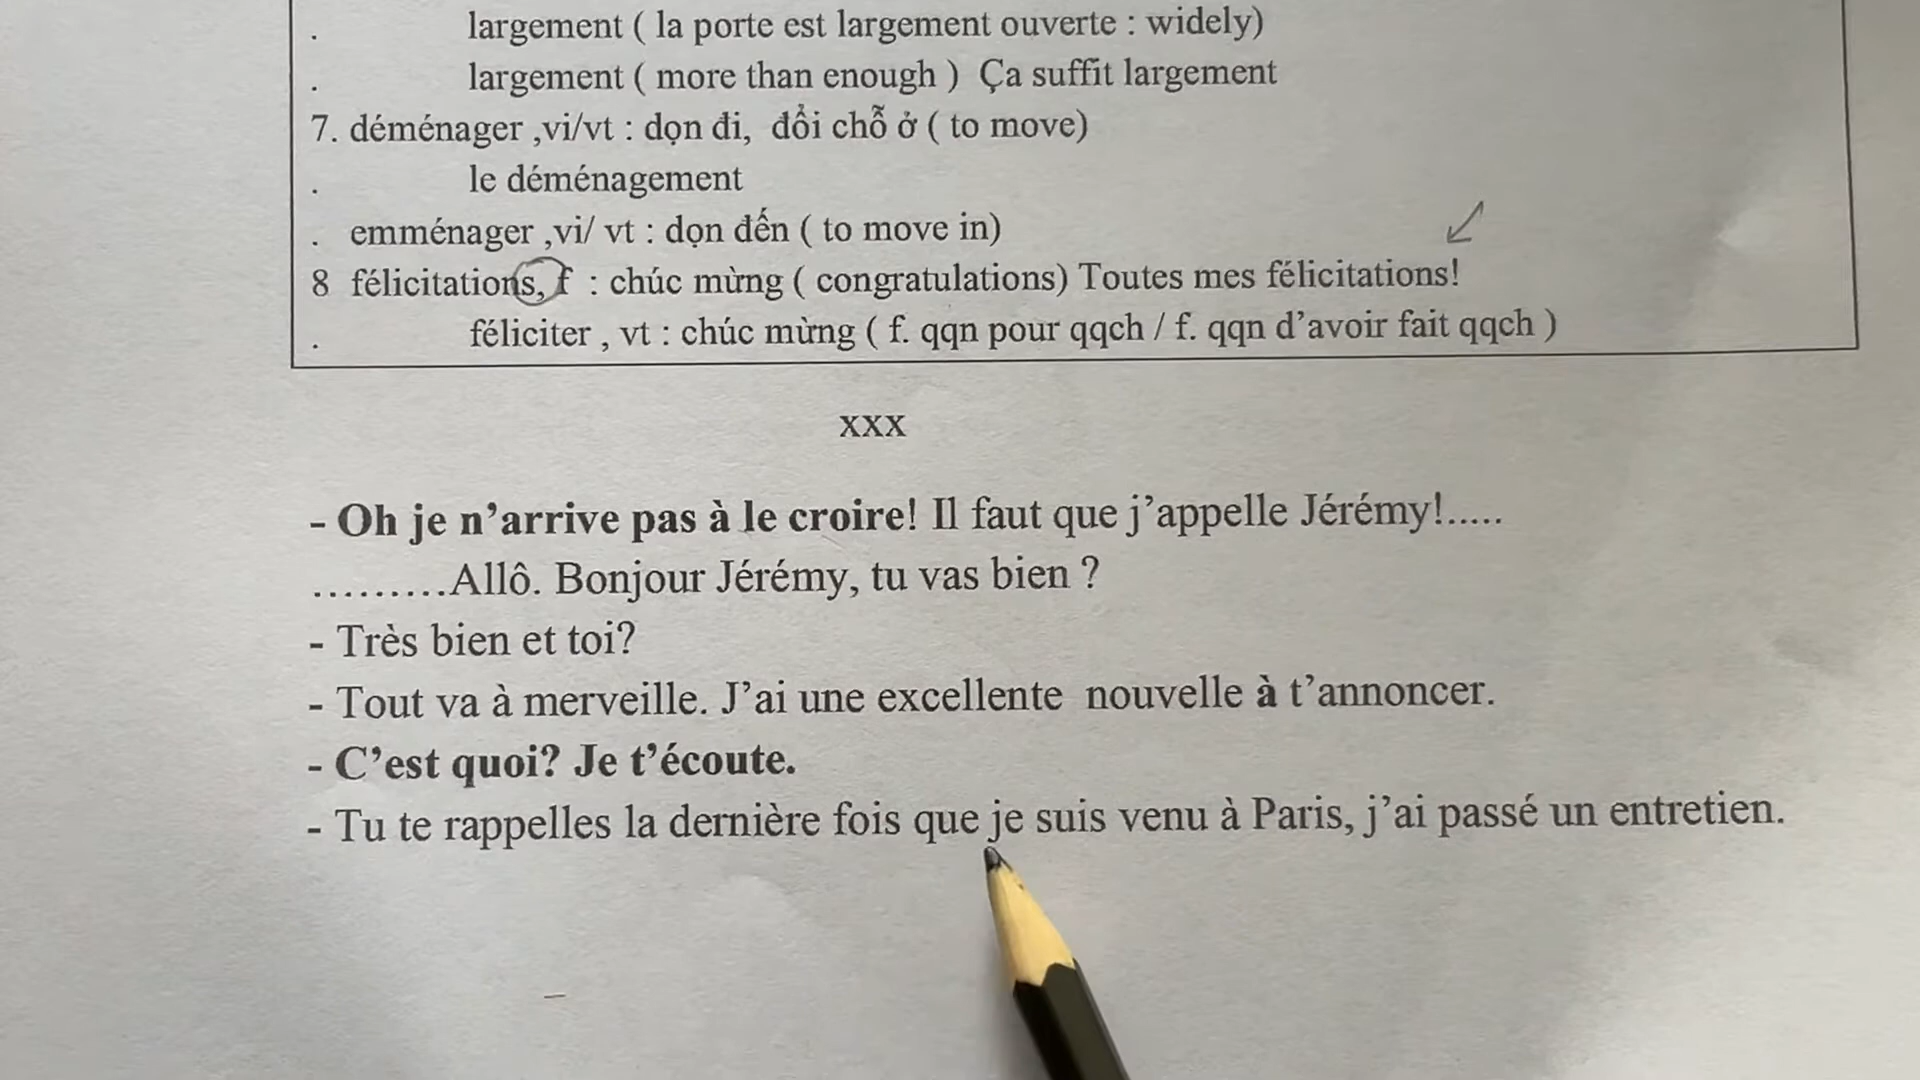 . largement ( la porte est largement ouverte : widely)
. largement ( more than enough ) Ça suffit largement
7. déménager ,vi/vt : dọn đi, đổi chỗ ở ( to move)
. le déménagement
. emménager ,vi/ vt : dọn đến ( to move in)
8 félicitations, f : chúc mừng ( congratulations) Toutes mes félicitations!
. féliciter , vt : chúc mừng ( f. qqn pour qqch / f. qqn d’avoir fait qqch )
xxx
- Oh je n’arrive pas à le croire! Il faut que j’appelle Jérémy!.....
.........Allô. Bonjour Jérémy, tu vas bien ?
- Très bien et toi?
- Tout va à merveille. J’ai une excellente nouvelle à t’annoncer.
- C’est quoi? Je t’écoute.
- Tu te rappelles la dernière fois que je suis venu à Paris, j’ai passé un entretien.